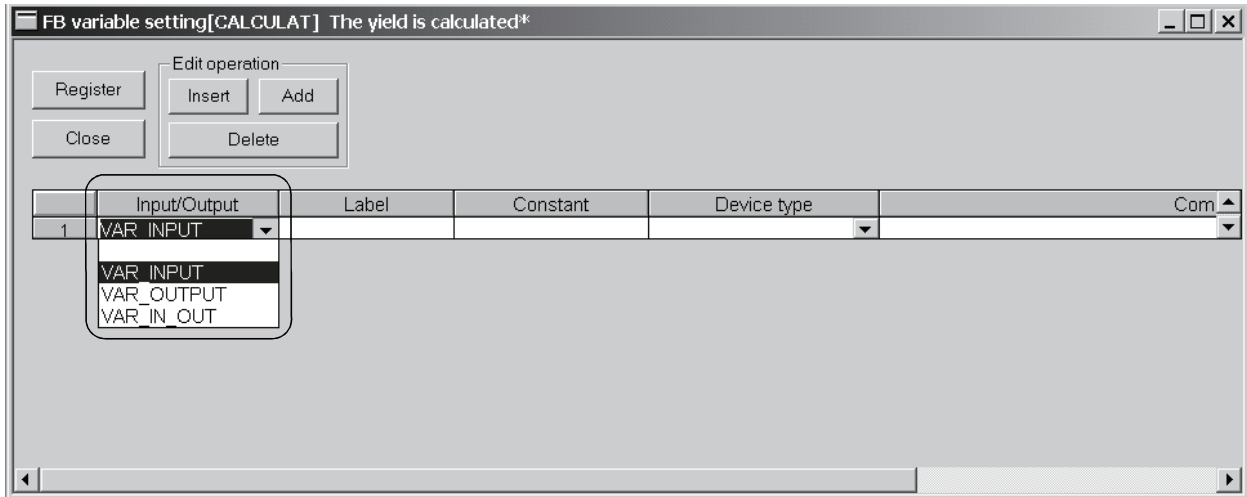 FB variable setting[CALCULAT] The yield is calculated*
Edit operation
Register Insert Add
Close Delete
Input/Output Label Constant Device type Com
1 VAR_INPUT
VAR_INPUT
VAR_OUTPUT
VAR_IN_OUT